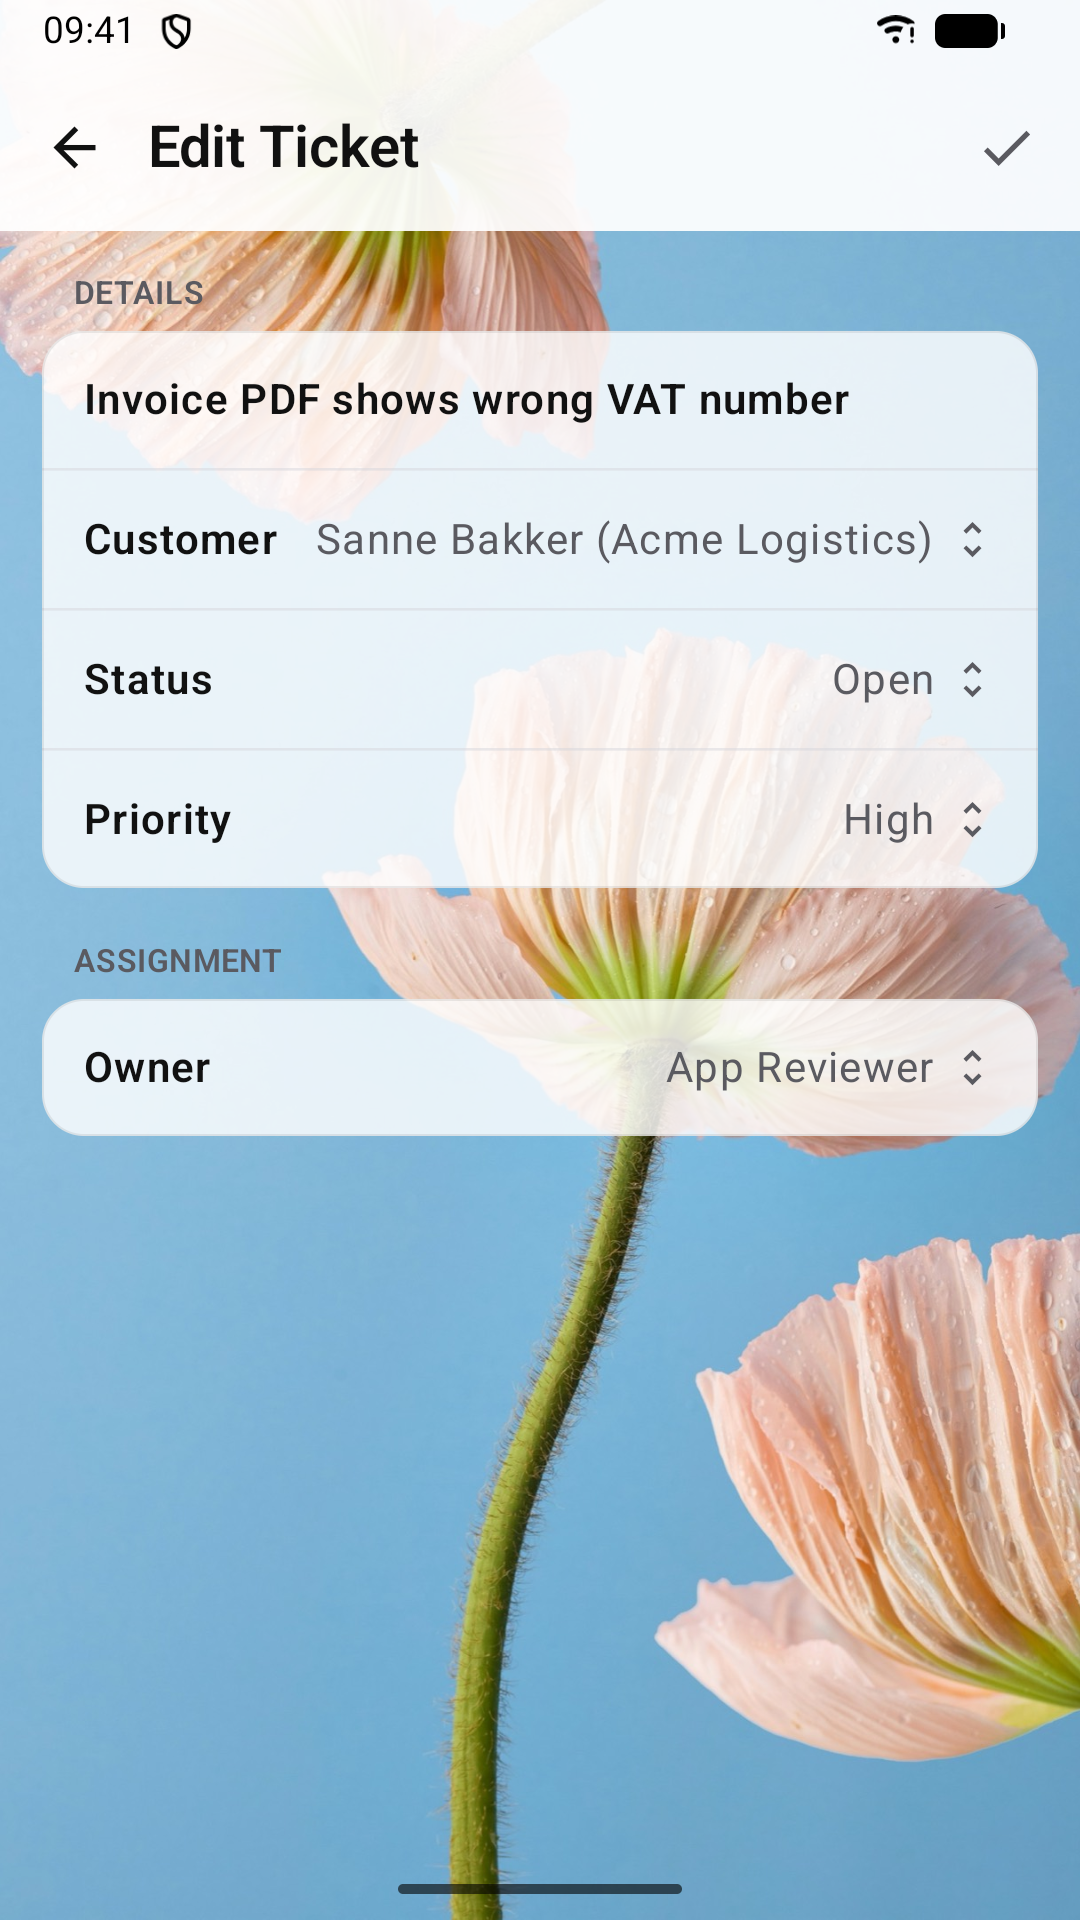 09:41
Edit Ticket
DETAILS
Invoice PDF shows wrong VAT number
Customer Sanne Bakker (Acme Logistics)
Status Open
Priority High
ASSIGNMENT
Owner App Reviewer